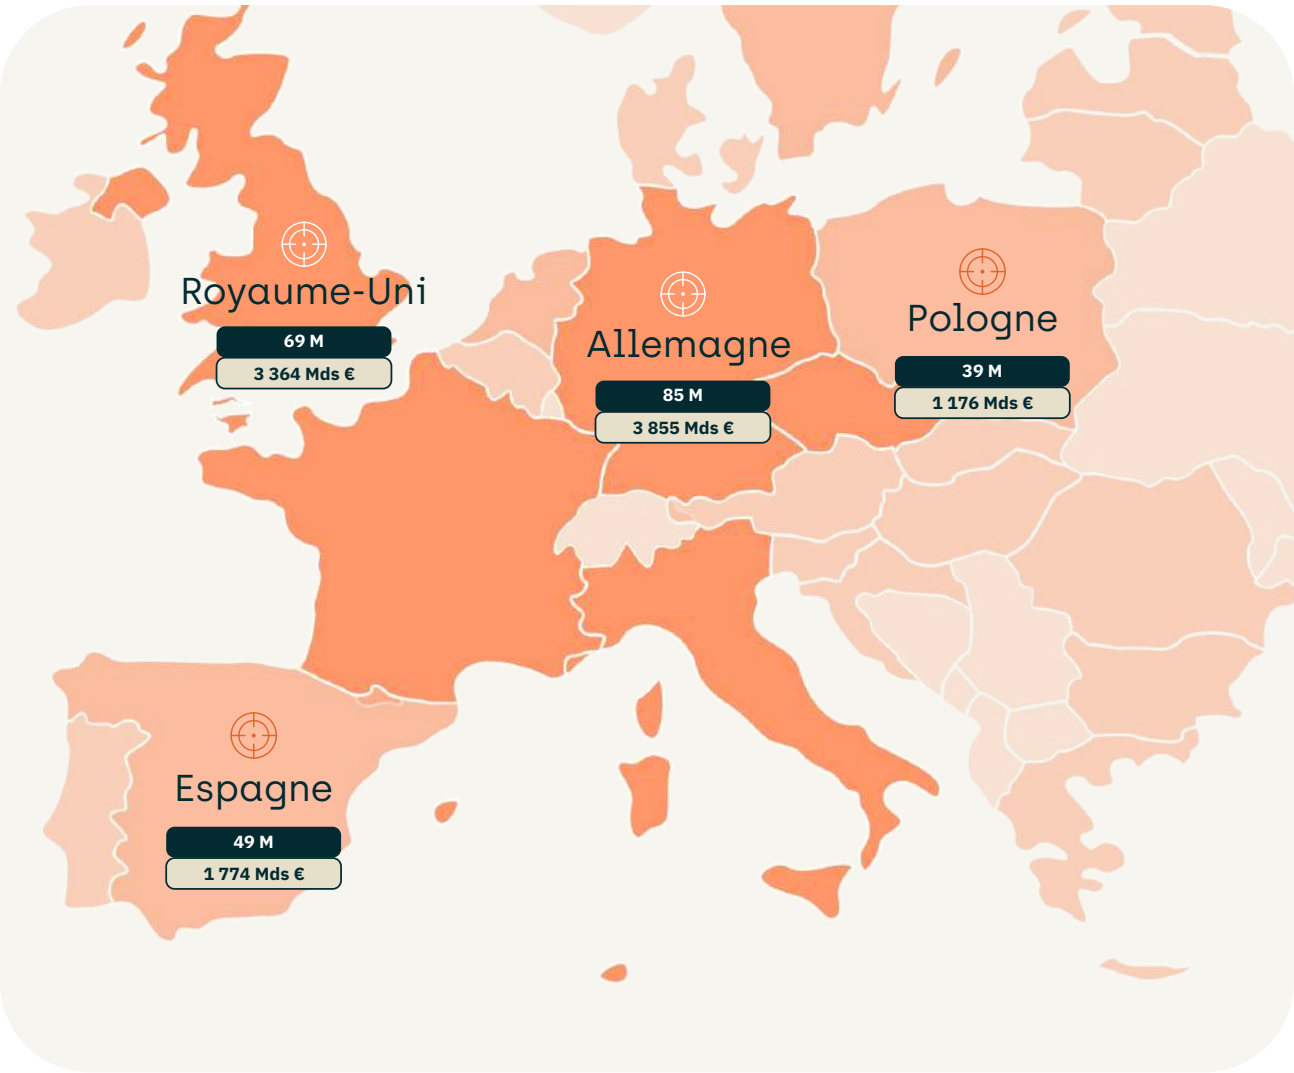 Royaume-Uni
69 M
3 364 Mds €
Allemagne
85 M
3 855 Mds €
Pologne
39 M
1 176 Mds €
Espagne
49 M
1 774 Mds €